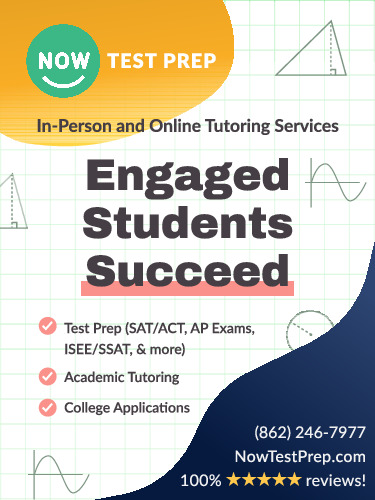 NOW TEST PREP
In-Person and Online Tutoring Services
Engaged
Students
Succeed
Test Prep (SAT/ACT, AP Exams,
ISEE/SSAT, & more)
Academic Tutoring
College Applications
(862) 246-7977
NowTestPrep.com
100% ★★★★★ reviews!